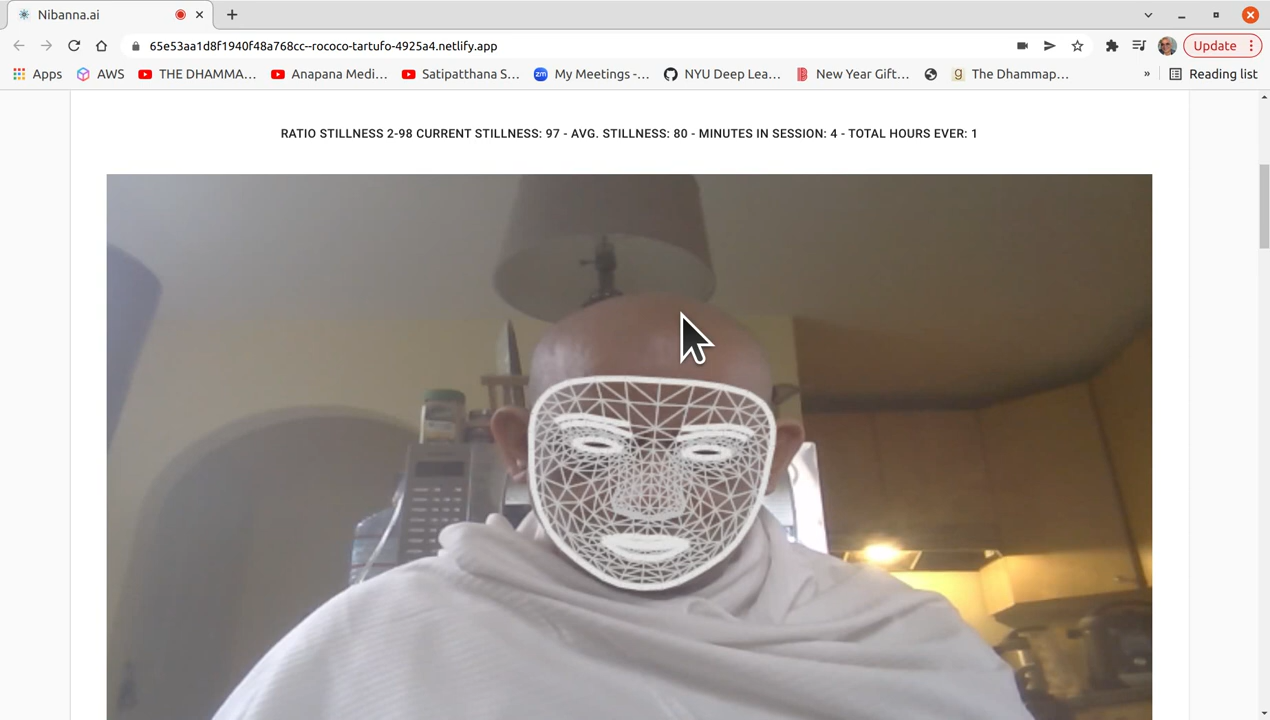 Nibanna.ai
65e53aa1d8f1940f48a768cc--rococo-tartufo-4925a4.netlify.app
Update
Apps
AWS
THE DHAMMA...
Anapana Medi...
Satipatthana S...
My Meetings -...
NYU Deep Lea...
New Year Gift...
The Dhammap...
»
Reading list
RATIO STILLNESS 2-98 CURRENT STILLNESS: 97 - AVG. STILLNESS: 80 - MINUTES IN SESSION: 4 - TOTAL HOURS EVER: 1